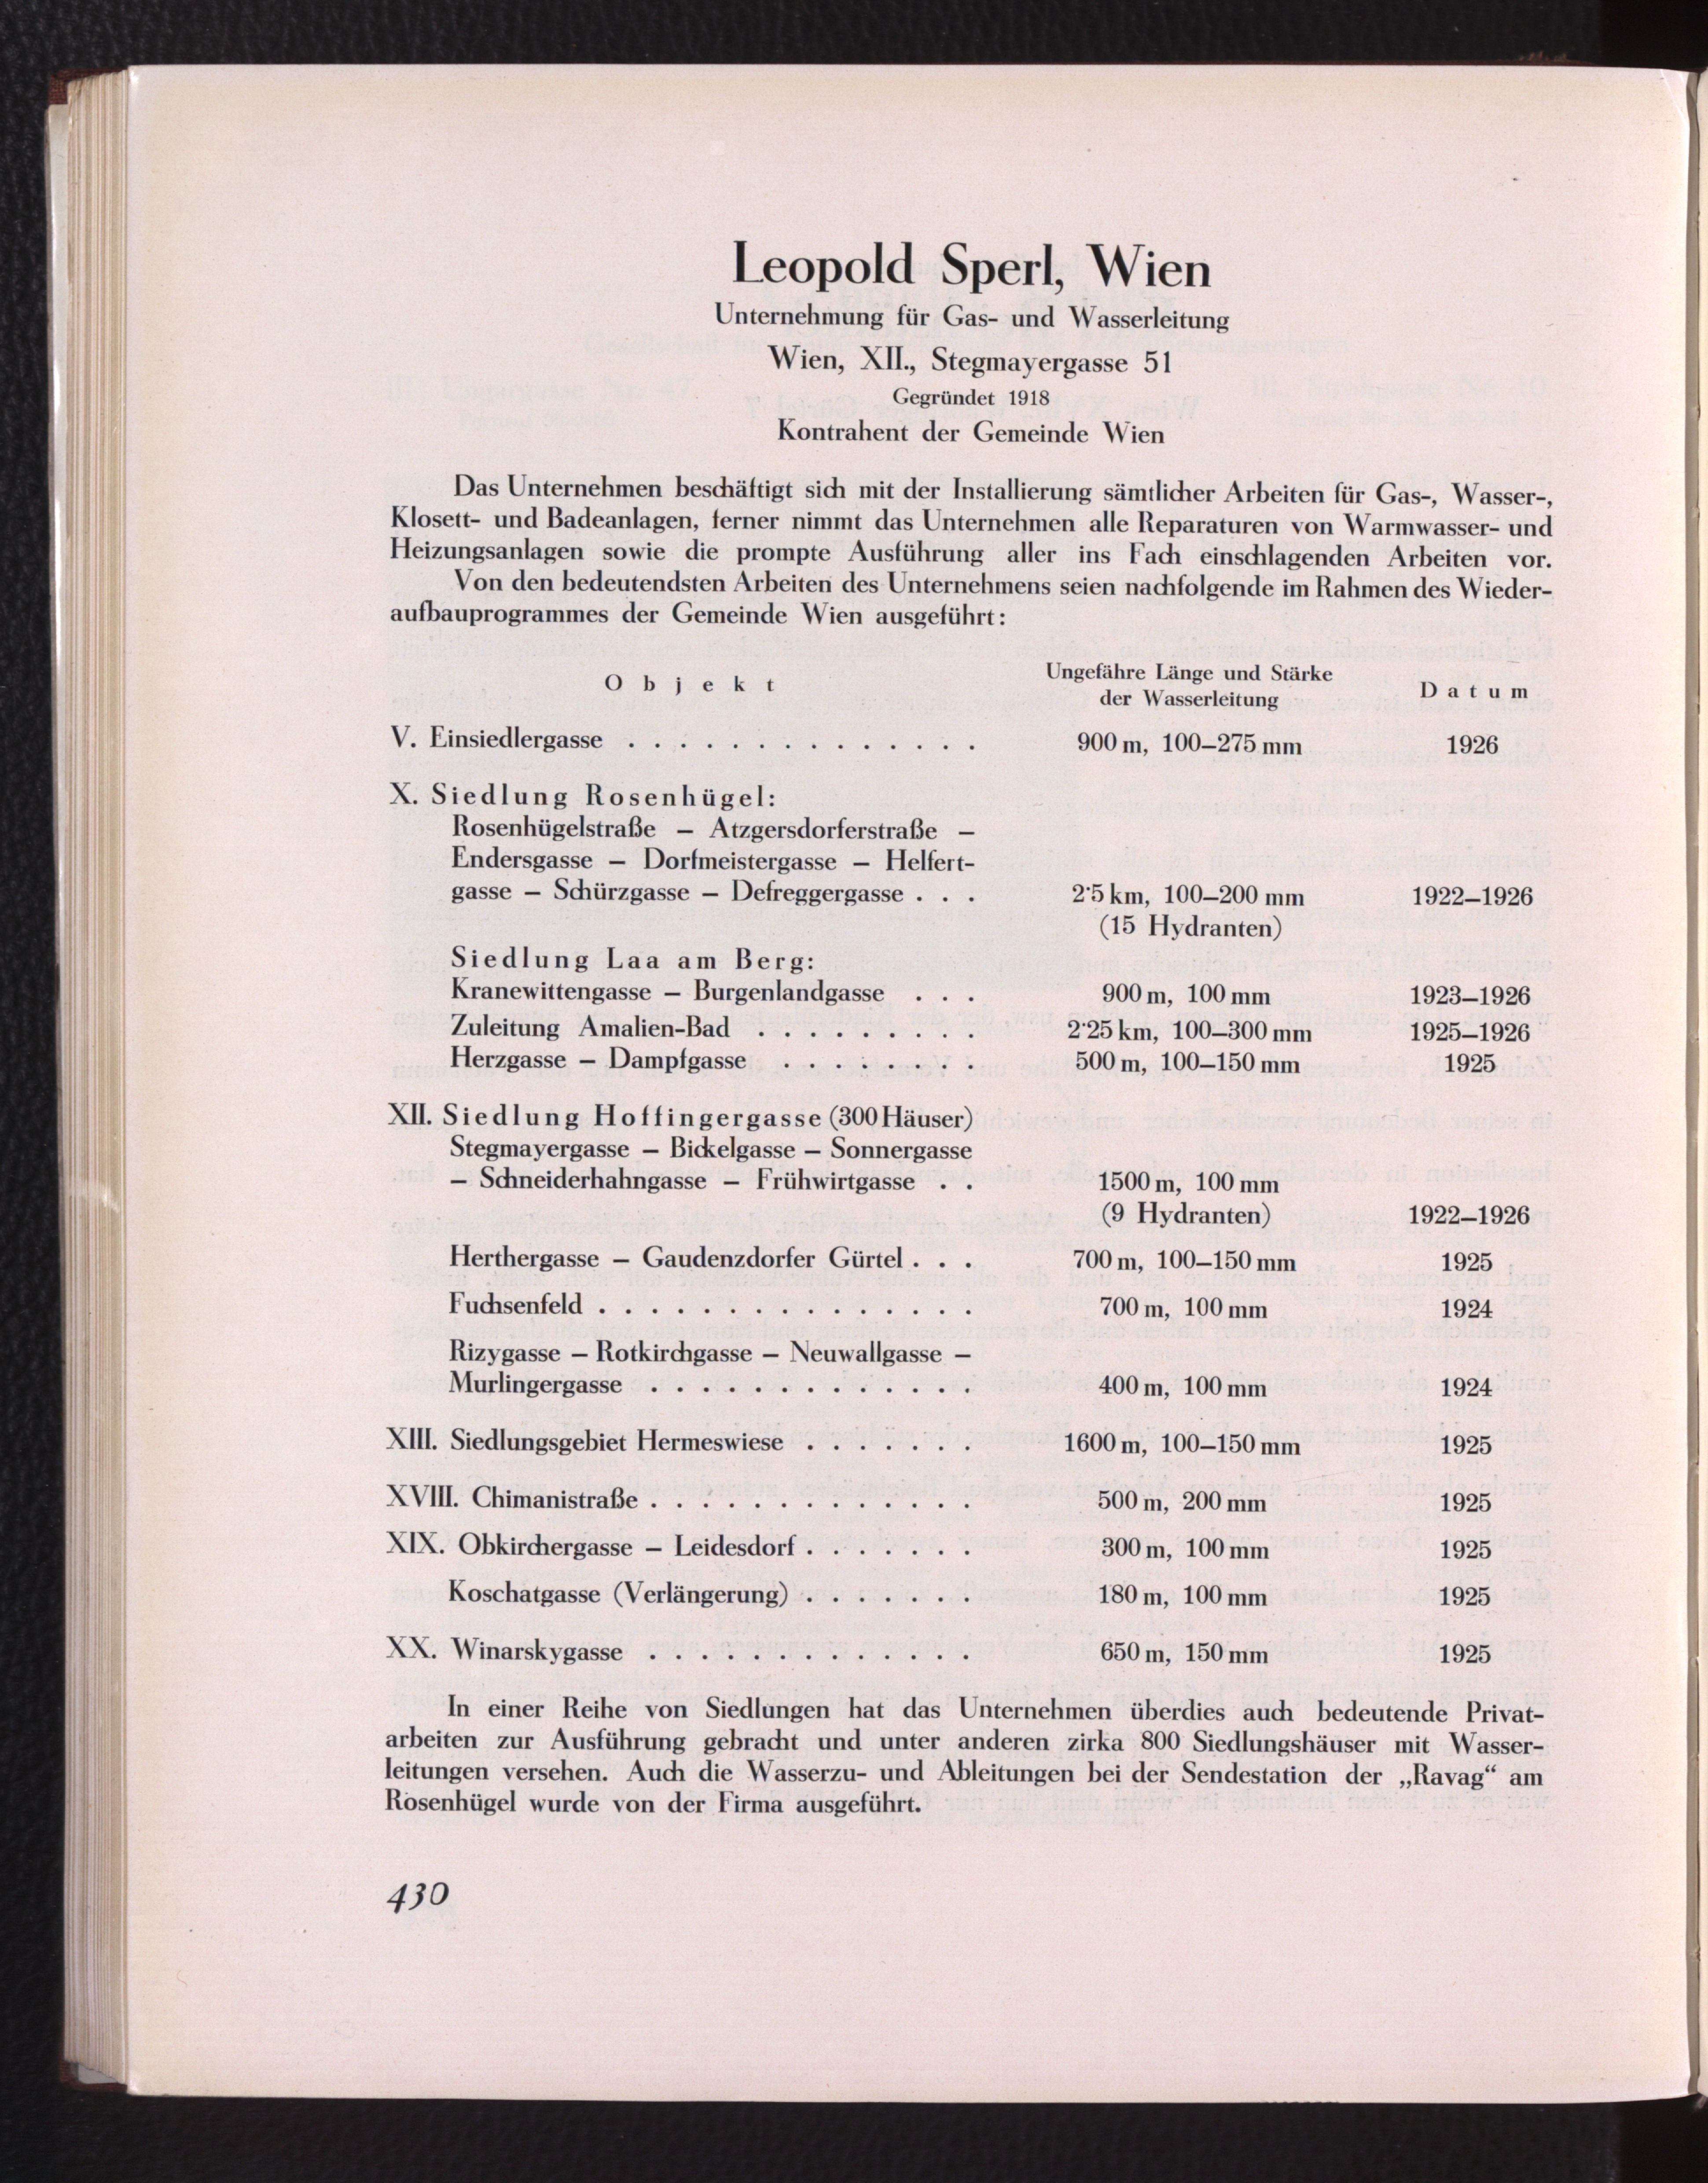 Leopold Sperl, Wien
Unternehmung für Gas- und Wasserleitung
Wien, XII., Stegmayergasse 51
Gegründet 1918
Kontrahent der Gemeinde Wien
Das Unternehmen beschäftigt sich mit der Installierung sämtlicher Arbeiten für Gas-, Wasser-,
Klosett- und Badeanlagen, ferner nimmt das Unternehmen alle Reparaturen von Warmwasser- und
Heizungsanlagen sowie die prompte Ausführung aller ins Fach einschlagenden Arbeiten vor.
Von den bedeutendsten Arbeiten des Unternehmens seien nachfolgende im Rahmen des Wieder-
aufbauprogrammes der Gemeinde Wien ausgeführt:
Objekt Ungefähre Länge und Stärke
der Wasserleitung Datum
V. Einsiedlergasse . . . . . . . . . . . . . . 900 m, 100–275 mm 1926
X. Siedlung Rosenhügel:
Rosenhügelstraße – Atzgersdorferstraße –
Endersgasse – Dorfmeistergasse – Helfert-
gasse – Schürzgasse – Defreggergasse . . . 2·5 km, 100–200 mm 1922–1926
(15 Hydranten)
Siedlung Laa am Berg:
Kranewittengasse – Burgenlandgasse . . . 900 m, 100 mm 1923–1926
Zuleitung Amalien-Bad . . . . . . . . . 2·25 km, 100–300 mm 1925–1926
Herzgasse – Dampfgasse . . . . . . . . 500 m, 100–150 mm 1925
XII. Siedlung Hoffingergasse (300 Häuser)
Stegmayergasse – Bickelgasse – Sonnergasse
– Schneiderhahngasse – Frühwirtgasse . . 1500 m, 100 mm
(9 Hydranten) 1922–1926
Herthergasse – Gaudenzdorfer Gürtel . . . 700 m, 100–150 mm 1925
Fuchsenfeld . . . . . . . . . . . . . . . 700 m, 100 mm 1924
Rizygasse – Rotkirchgasse – Neuwallgasse –
Murlingergasse . . . . . . . . . . . . . 400 m, 100 mm 1924
XIII. Siedlungsgebiet Hermeswiese . . . . . . . 1600 m, 100–150 mm 1925
XVIII. Chimanistraße . . . . . . . . . . . . . 500 m, 200 mm 1925
XIX. Obkirchergasse – Leidesdorf . . . . . . . 300 m, 100 mm 1925
Koschatgasse (Verlängerung) . . . . . . . 180 m, 100 mm 1925
XX. Winarskygasse . . . . . . . . . . . . . 650 m, 150 mm 1925
In einer Reihe von Siedlungen hat das Unternehmen überdies auch bedeutende Privat-
arbeiten zur Ausführung gebracht und unter anderen zirka 800 Siedlungshäuser mit Wasser-
leitungen versehen. Auch die Wasserzu- und Ableitungen bei der Sendestation der „Ravag“ am
Rosenhügel wurde von der Firma ausgeführt.
430